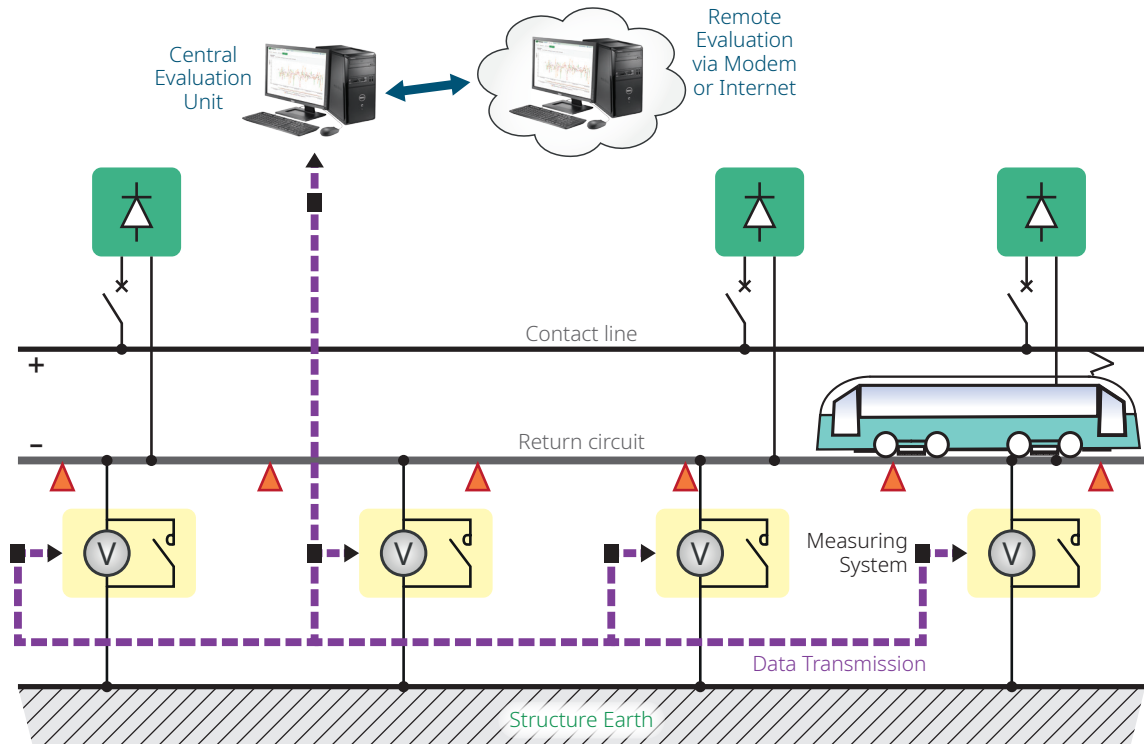 Central
Evaluation
Unit
Remote
Evaluation
via Modem
or Internet
Contact line
+
–
Return circuit
V
V
V
V
Measuring
System
Data Transmission
Structure Earth